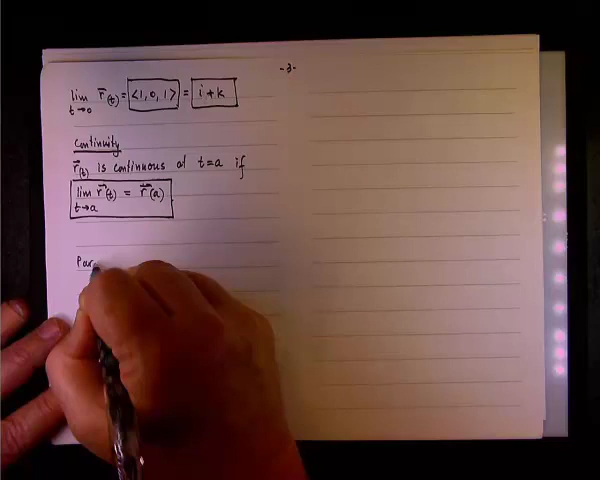 -3-
lim r⃗(t) = <1, 0, 1> = i + k
t→0
Continuity
r⃗(t) is continuous at t=a if
lim r⃗(t) = r⃗(a)
t→a
Par